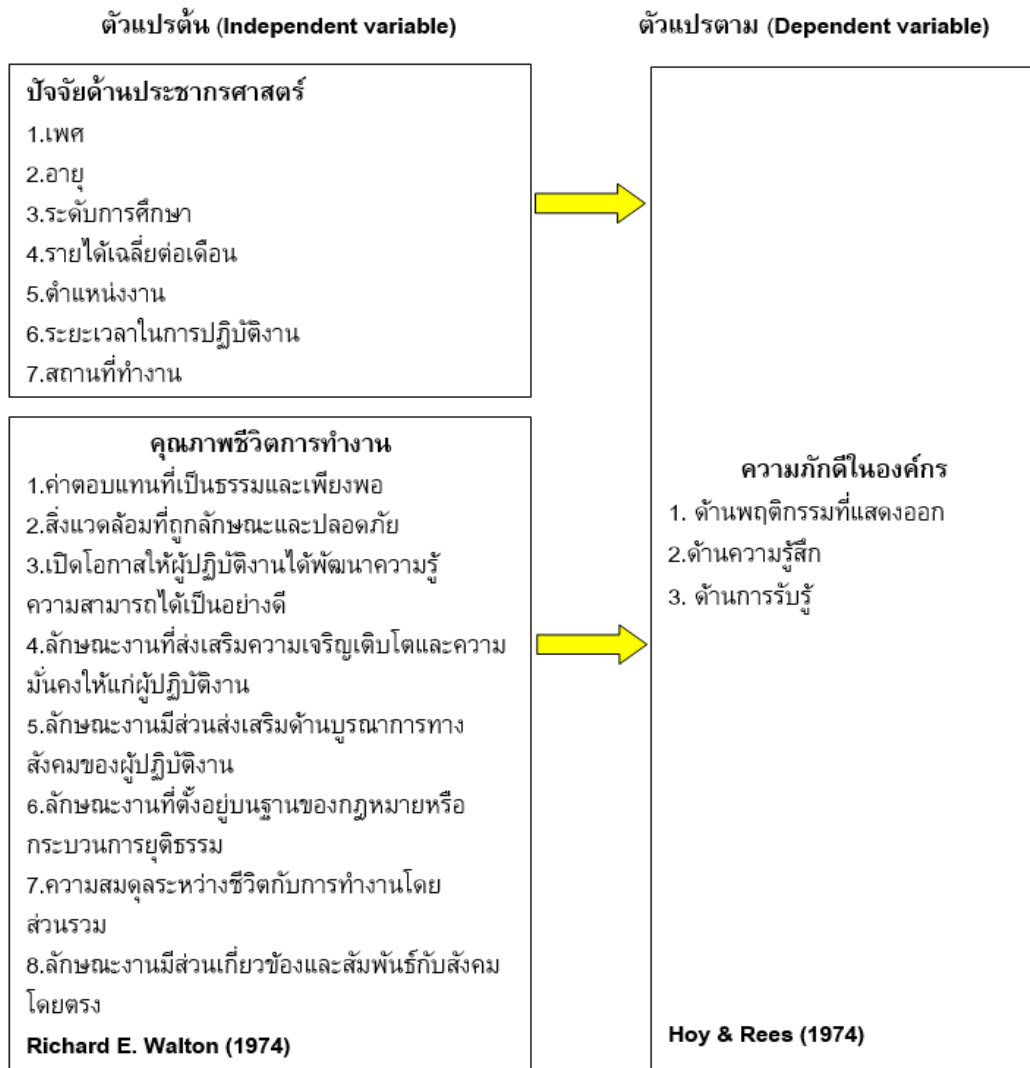 ตัวแปรต้น (Independent variable)
ตัวแปรตาม (Dependent variable)
ปัจจัยด้านประชากรศาสตร์
1.เพศ
2.อายุ
3.ระดับการศึกษา
4.รายได้เฉลี่ยต่อเดือน
5.ตำแหน่งงาน
6.ระยะเวลาในการปฏิบัติงาน
7.สถานที่ทำงาน
คุณภาพชีวิตการทำงาน
1.ค่าตอบแทนที่เป็นธรรมและเพียงพอ
2.สิ่งแวดล้อมที่ถูกลักษณะและปลอดภัย
3.เปิดโอกาสให้ผู้ปฏิบัติงานได้พัฒนาความรู้
ความสามารถได้เป็นอย่างดี
4.ลักษณะงานที่ส่งเสริมความเจริญเติบโตและความ
มั่นคงให้แก่ผู้ปฏิบัติงาน
5.ลักษณะงานมีส่วนส่งเสริมด้านบูรณาการทาง
สังคมของผู้ปฏิบัติงาน
6.ลักษณะงานที่ตั้งอยู่บนฐานของกฎหมายหรือ
กระบวนการยุติธรรม
7.ความสมดุลระหว่างชีวิตกับการทำงานโดย
ส่วนรวม
8.ลักษณะงานมีส่วนเกี่ยวข้องและสัมพันธ์กับสังคม
โดยตรง
Richard E. Walton (1974)
ความภักดีในองค์กร
1. ด้านพฤติกรรมที่แสดงออก
2.ด้านความรู้สึก
3. ด้านการรับรู้
Hoy & Rees (1974)